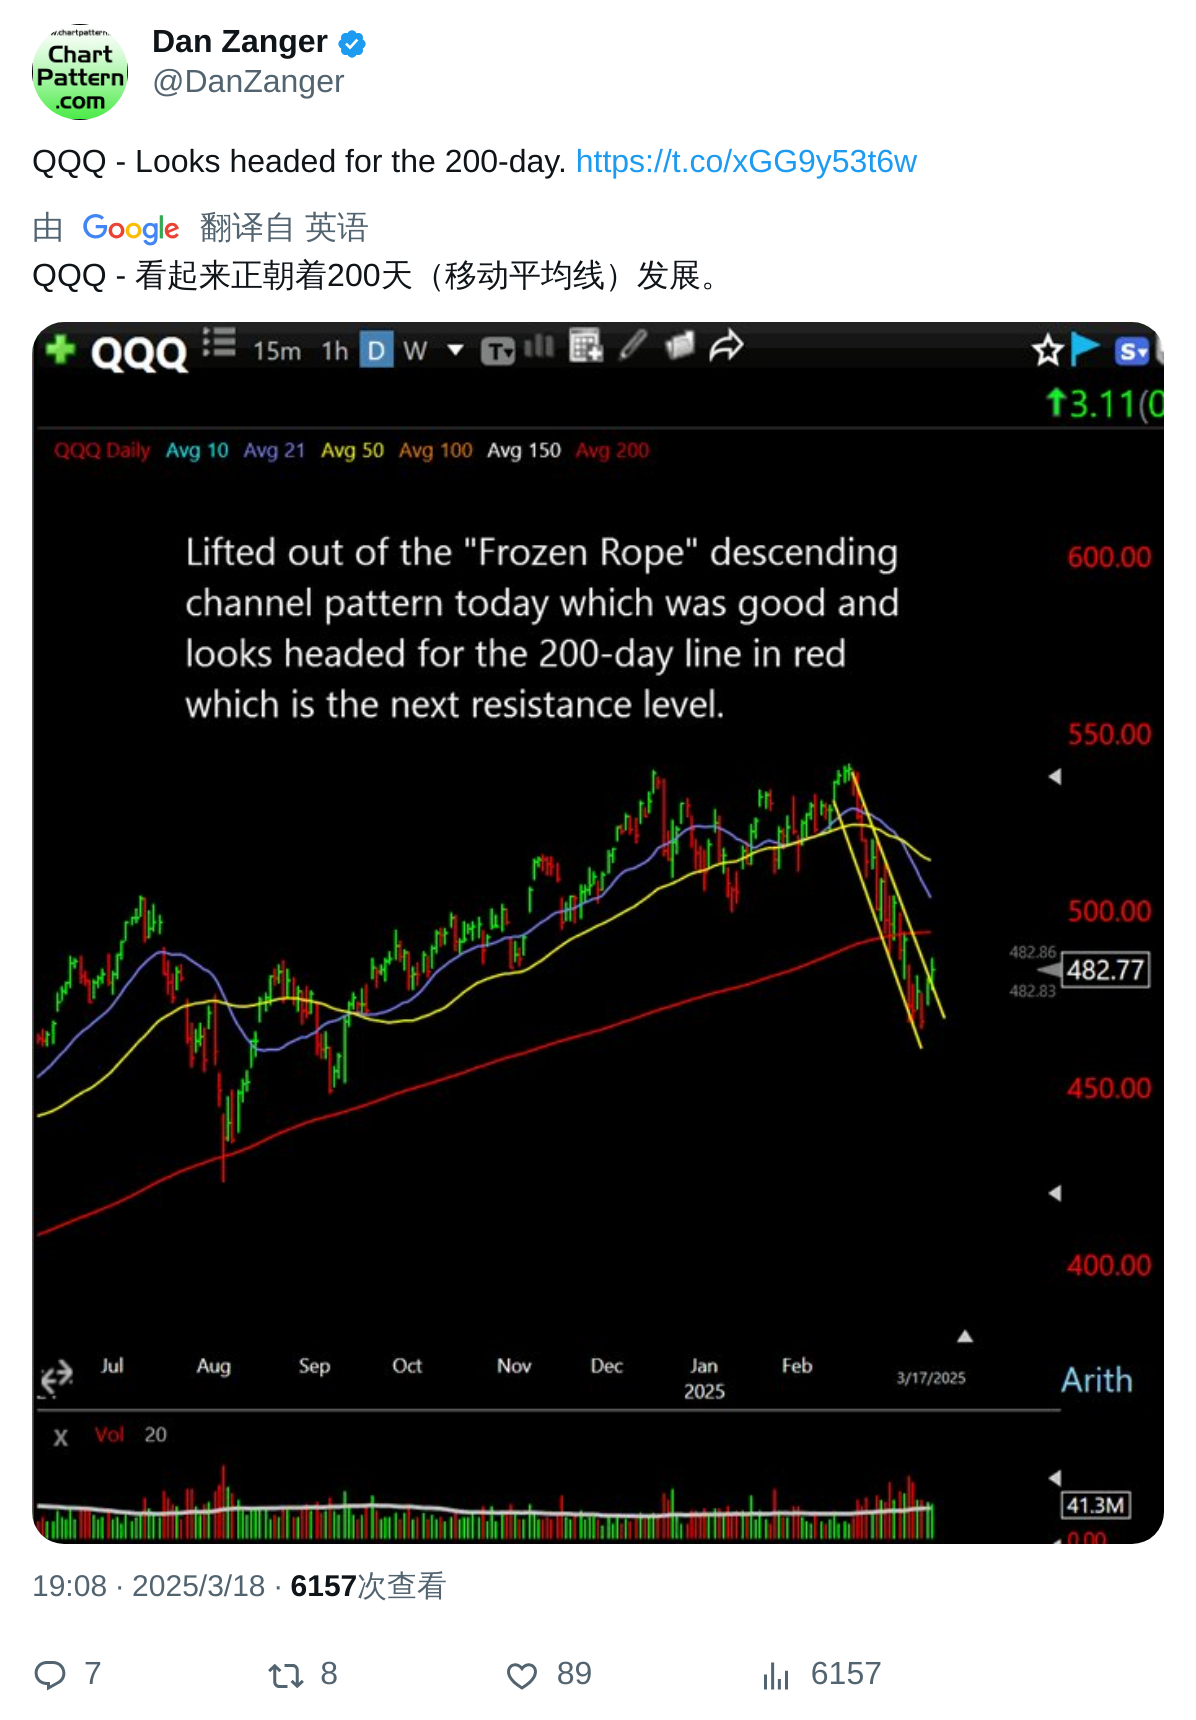 w.chartpattern.
Chart
Pattern
.com
Dan Zanger
@DanZanger
QQQ - Looks headed for the 200-day. https://t.co/xGG9y53t6w
由 Google 翻译自 英语
QQQ - 看起来正朝着200天（移动平均线）发展。
QQQ 15m 1h D W T S
3.11(0
QQQ Daily Avg 10 Avg 21 Avg 50 Avg 100 Avg 150 Avg 200
Lifted out of the "Frozen Rope" descending
channel pattern today which was good and
looks headed for the 200-day line in red
which is the next resistance level.
600.00
550.00
500.00
482.86
482.77
482.83
450.00
400.00
Jul Aug Sep Oct Nov Dec Jan Feb
2025
3/17/2025
Arith
X Vol 20
41.3M
0.00
19:08 · 2025/3/18 · 6157次查看
7 8 89 6157